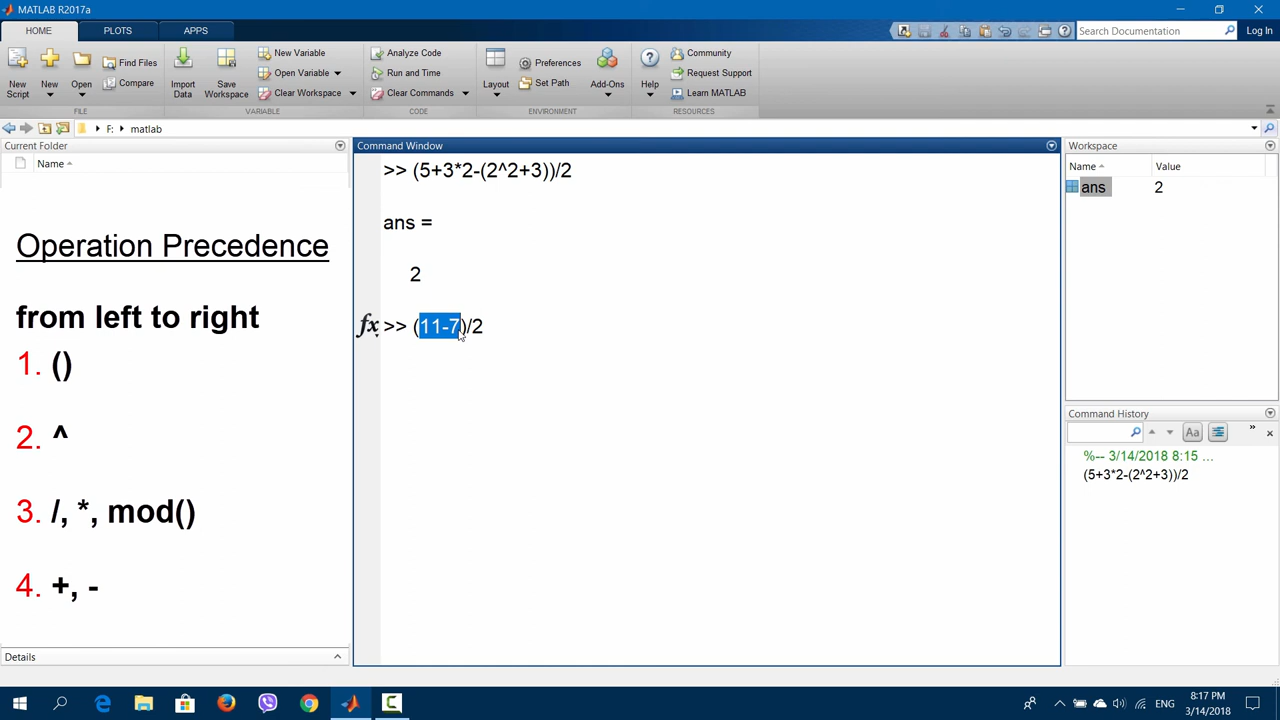 MATLAB R2017a
HOME
PLOTS
APPS
Search Documentation
Log In
New Script
New
Open
Find Files
Compare
Import Data
Save Workspace
New Variable
Open Variable
Clear Workspace
Analyze Code
Run and Time
Clear Commands
Layout
Preferences
Set Path
Add-Ons
Help
Community
Request Support
Learn MATLAB
FILE
VARIABLE
CODE
ENVIRONMENT
RESOURCES
F:
matlab
Current Folder
Name
Operation Precedence
from left to right
1. ()
2. ^
3. /, *, mod()
4. +, -
Details
Command Window
>> (5+3*2-(2^2+3))/2
ans =
2
fx >> (11-7)/2
Workspace
Name
Value
ans
2
Command History
Aa
%-- 3/14/2018 8:15 ...
(5+3*2-(2^2+3))/2
ENG
8:17 PM
3/14/2018